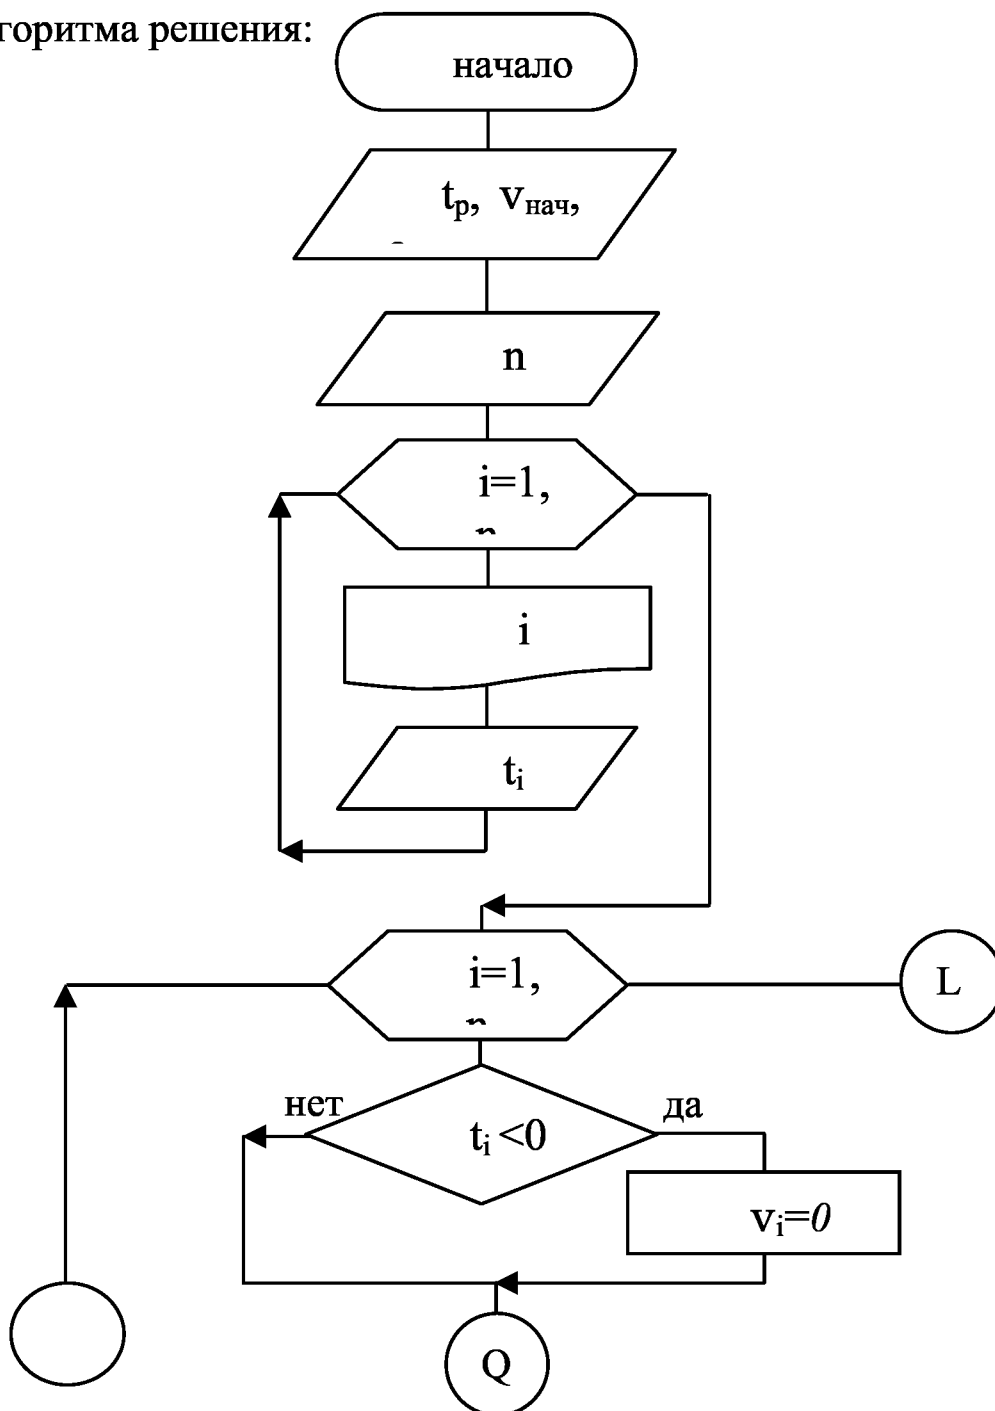 горитма решения:
начало
tр, vнач,
n
i=1,
i
ti
i=1,
L
нет
да
ti <0
vi=0
Q